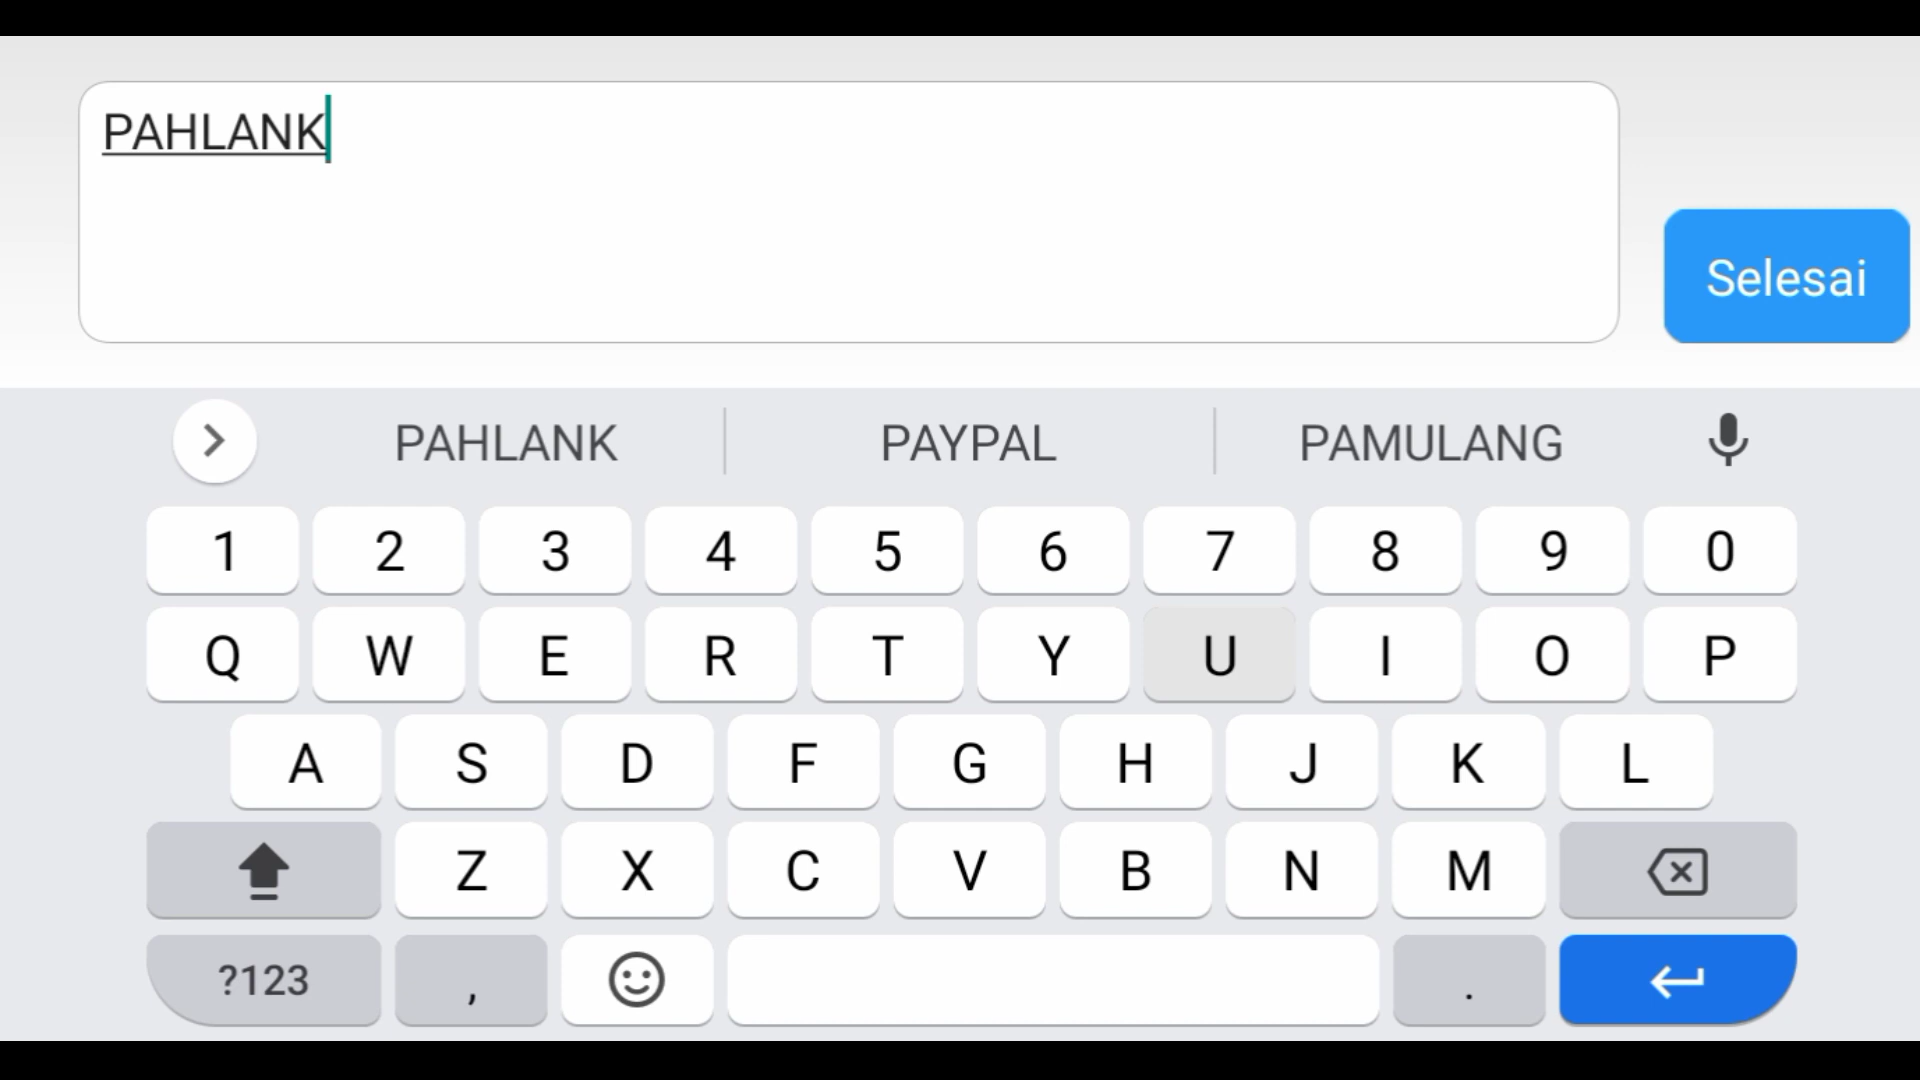 PAHLANK
Selesai
PAHLANK PAYPAL PAMULANG
1 2 3 4 5 6 7 8 9 0
Q W E R T Y U I O P
A S D F G H J K L
Z X C V B N M
?123 , .